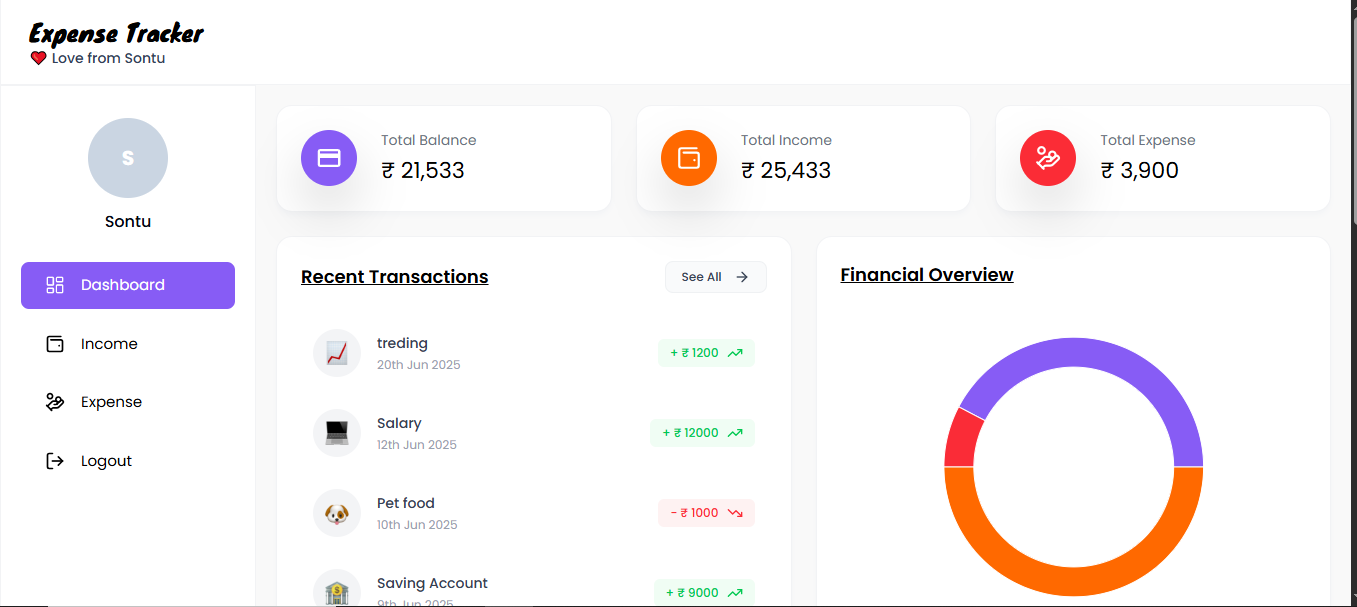 Expense Tracker
❤️ Love from Sontu
S
Sontu
Dashboard
Income
Expense
Logout
Total Balance
₹ 21,533
Total Income
₹ 25,433
Total Expense
₹ 3,900
Recent Transactions
See All →
treding
20th Jun 2025
+ ₹ 1200
Salary
12th Jun 2025
+ ₹ 12000
Pet food
10th Jun 2025
- ₹ 1000
Saving Account
9th Jun 2025
+ ₹ 9000
Financial Overview